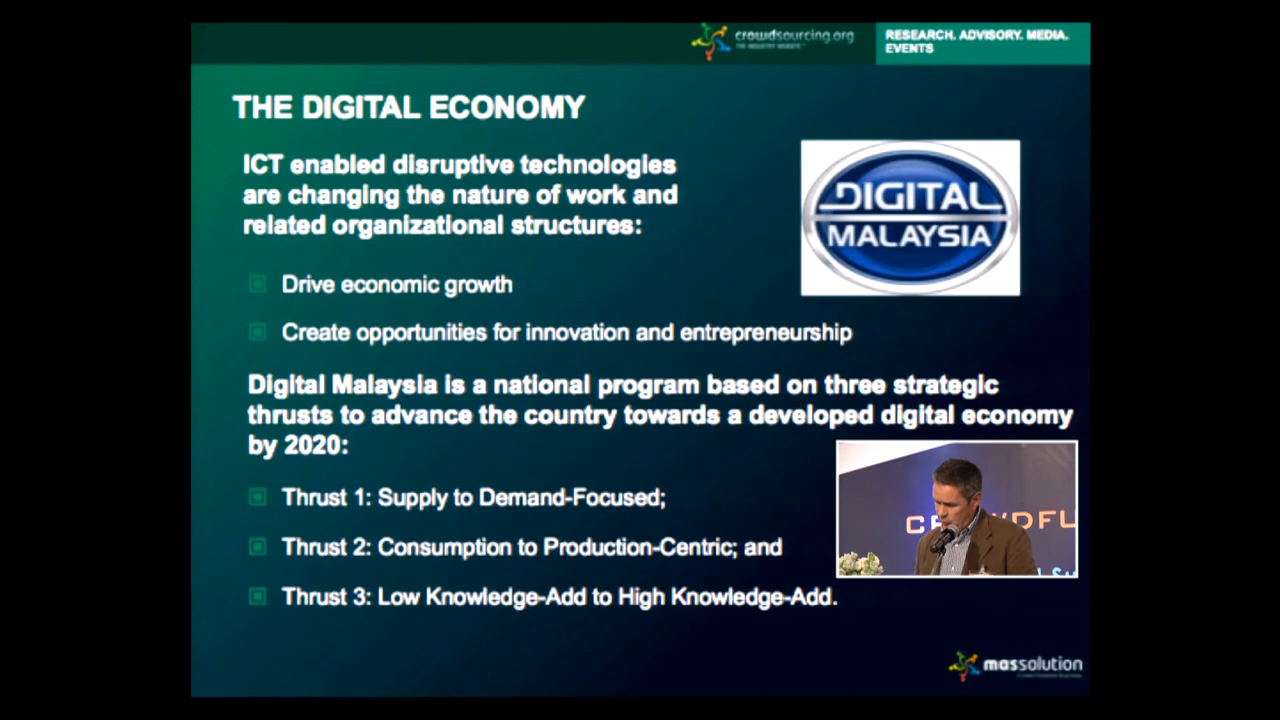 crowdsourcing.org
THE INDUSTRY WEBSITE
RESEARCH. ADVISORY. MEDIA.
EVENTS
THE DIGITAL ECONOMY
ICT enabled disruptive technologies
are changing the nature of work and
related organizational structures:
DIGITAL
MALAYSIA
Drive economic growth
Create opportunities for innovation and entrepreneurship
Digital Malaysia is a national program based on three strategic
thrusts to advance the country towards a developed digital economy
by 2020:
Thrust 1: Supply to Demand-Focused;
Thrust 2: Consumption to Production-Centric; and
Thrust 3: Low Knowledge-Add to High Knowledge-Add.
massolution